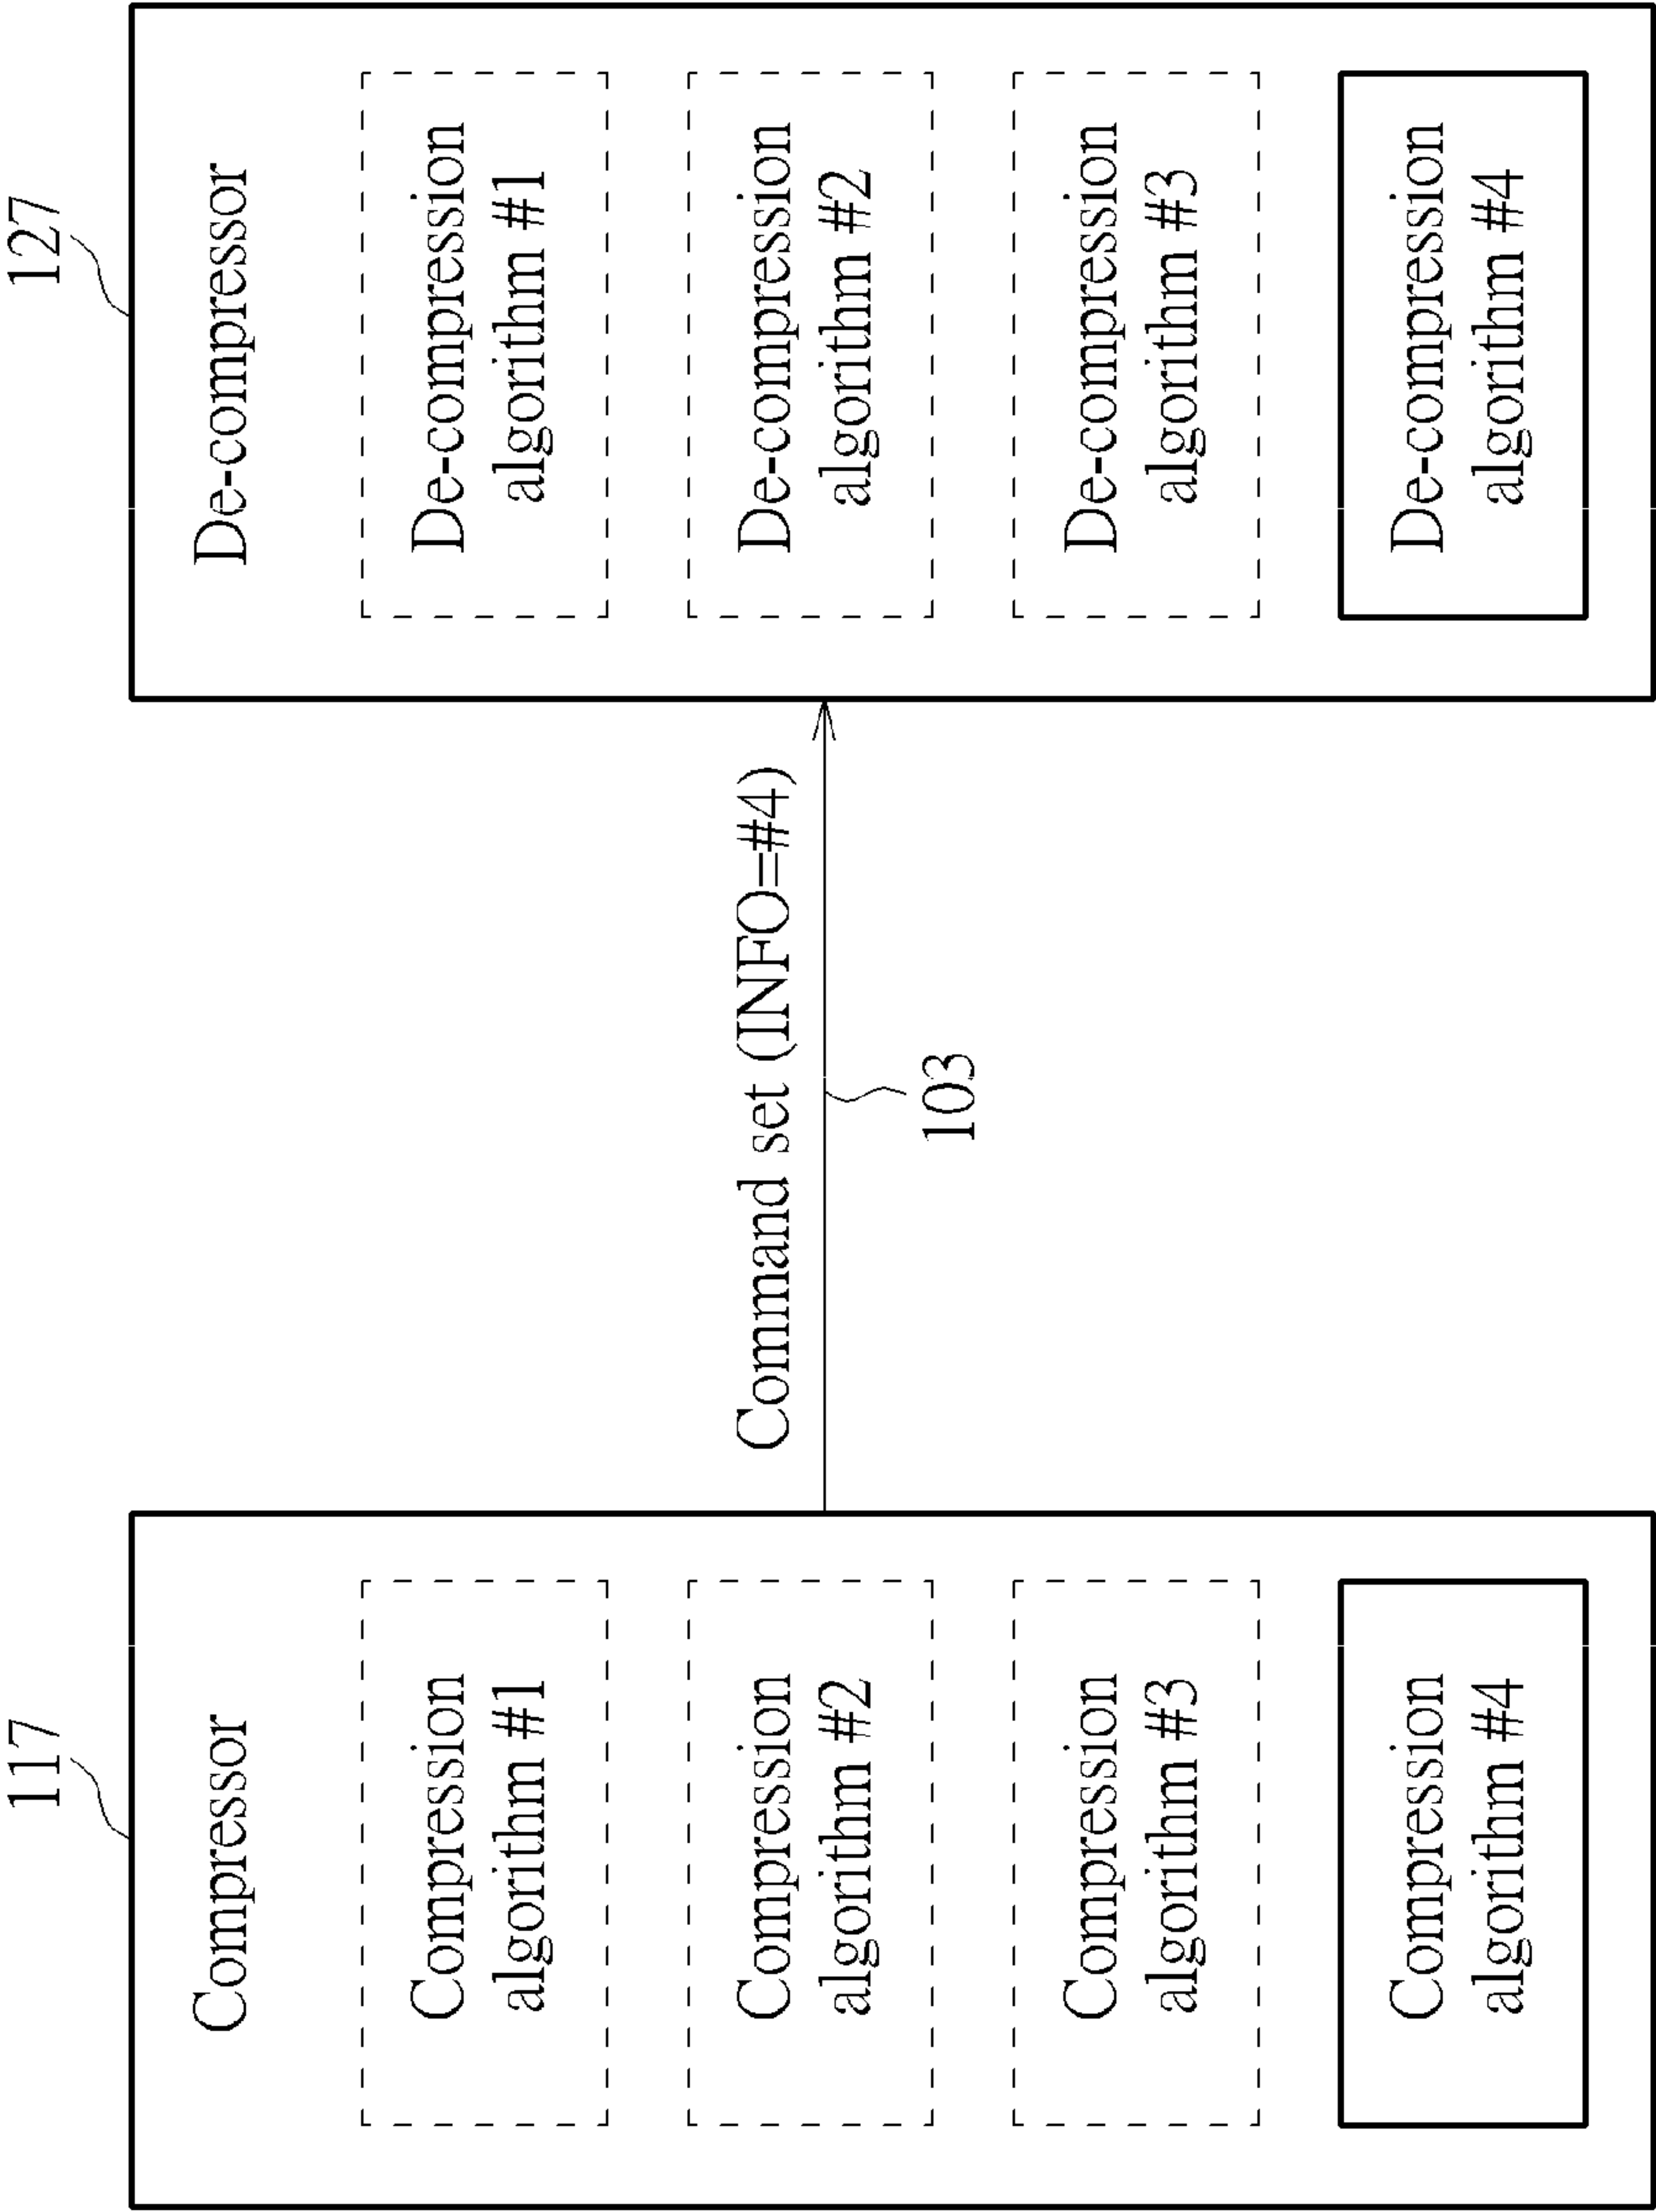 117
Compressor
Compression
algorithm #1
Compression
algorithm #2
Compression
algorithm #3
Compression
algorithm #4
Command set (INFO=#4)
103
127
De-compressor
De-compression
algorithm #1
De-compression
algorithm #2
De-compression
algorithm #3
De-compression
algorithm #4